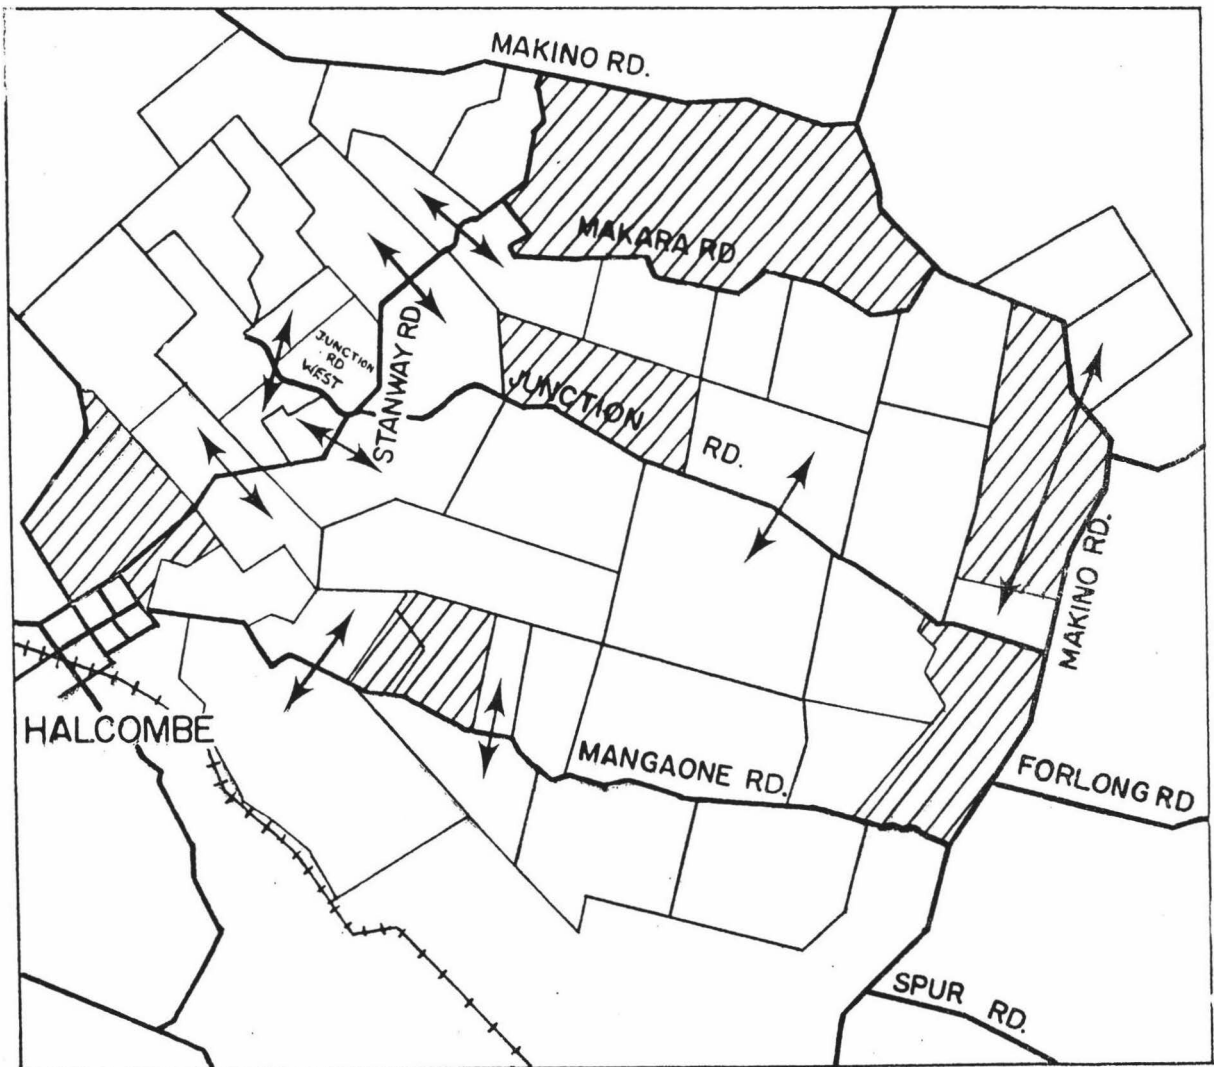 MAKINO RD.
MAKARA RD
JUNCTION
RD
WEST
STANWAY RD
JUNCTION RD.
MAKINO RD.
HALCOMBE
MANGAONE RD.
FORLONG RD
SPUR RD.